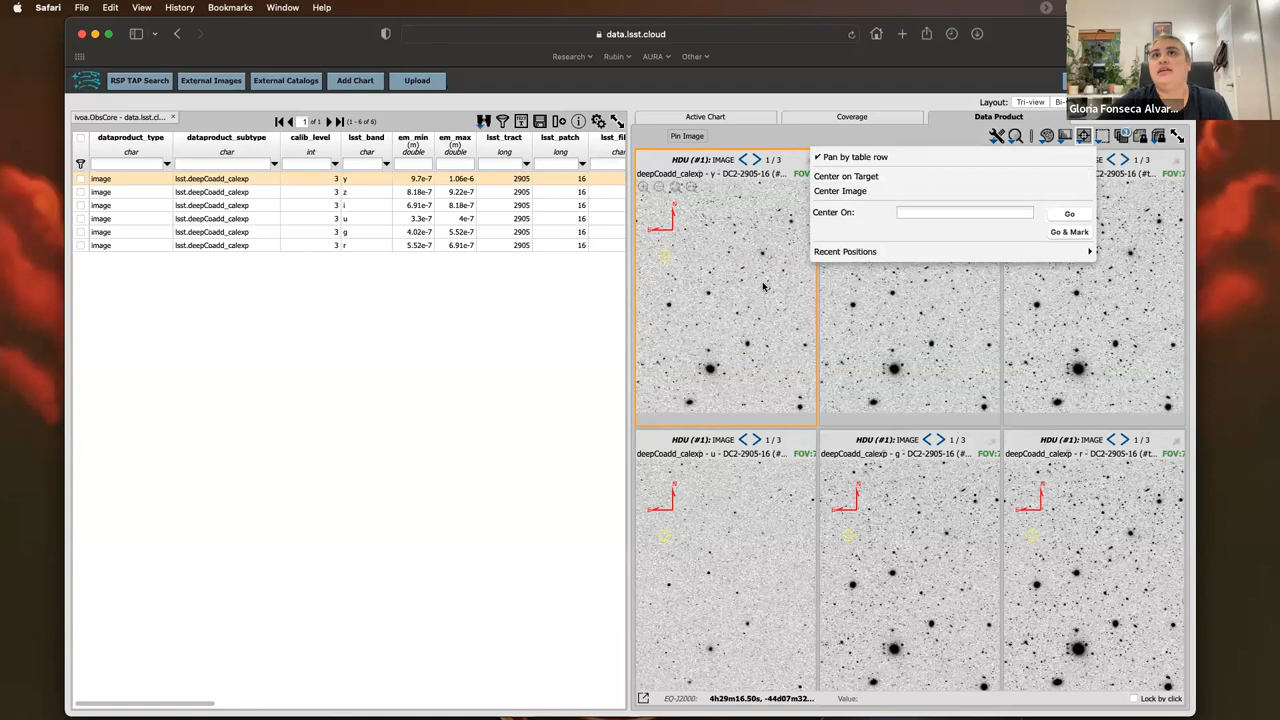 Safari File Edit View History Bookmarks Window Help
data.lsst.cloud
Research Rubin AURA Other
Gloria Fonseca Alvar...
RSP TAP Search External Images External Catalogs Add Chart Upload
Layout: Tri-view
ivoa.ObsCore - data.lsst.cl... 1 of 1 (1 - 6 of 6)
Active Chart Coverage Data Product
Pin Image
dataproduct_type dataproduct_subtype calib_level lsst_band em_min em_max lsst_tract lsst_patch
(m) (m)
char char int char double double long long char
image lsst.deepCoadd_calexp 3 y 9.7e-7 1.06e-6 2905 16
image lsst.deepCoadd_calexp 3 z 8.18e-7 9.22e-7 2905 16
image lsst.deepCoadd_calexp 3 i 6.91e-7 8.18e-7 2905 16
image lsst.deepCoadd_calexp 3 u 3.3e-7 4e-7 2905 16
image lsst.deepCoadd_calexp 3 g 4.02e-7 5.52e-7 2905 16
image lsst.deepCoadd_calexp 3 r 5.52e-7 6.91e-7 2905 16
HDU (#1): IMAGE 1 / 3
deepCoadd_calexp - y - DC2-2905-16 (#...
Pan by table row
Center on Target
Center Image
Center On: Go
Go & Mark
Recent Positions
HDU (#1): IMAGE 1 / 3
deepCoadd_calexp - u - DC2-2905-16 (#... FOV:7
HDU (#1): IMAGE 1 / 3
deepCoadd_calexp - g - DC2-2905-16 (#... FOV:7
HDU (#1): IMAGE 1 / 3
deepCoadd_calexp - r - DC2-2905-16 (#t...
EQ-J2000: 4h29m16.50s, -44d07m32... Value: Lock by click